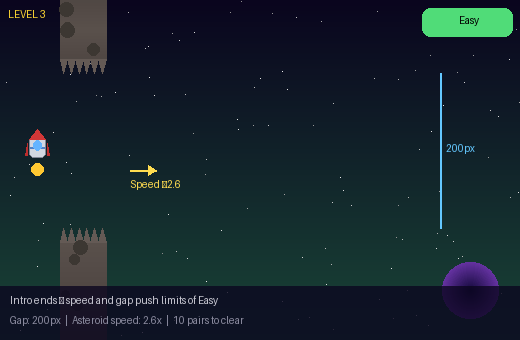 LEVEL 3
Easy
200px
Speed 2.6
Intro ends speed and gap push limits of Easy
Gap: 200px | Asteroid speed: 2.6x | 10 pairs to clear